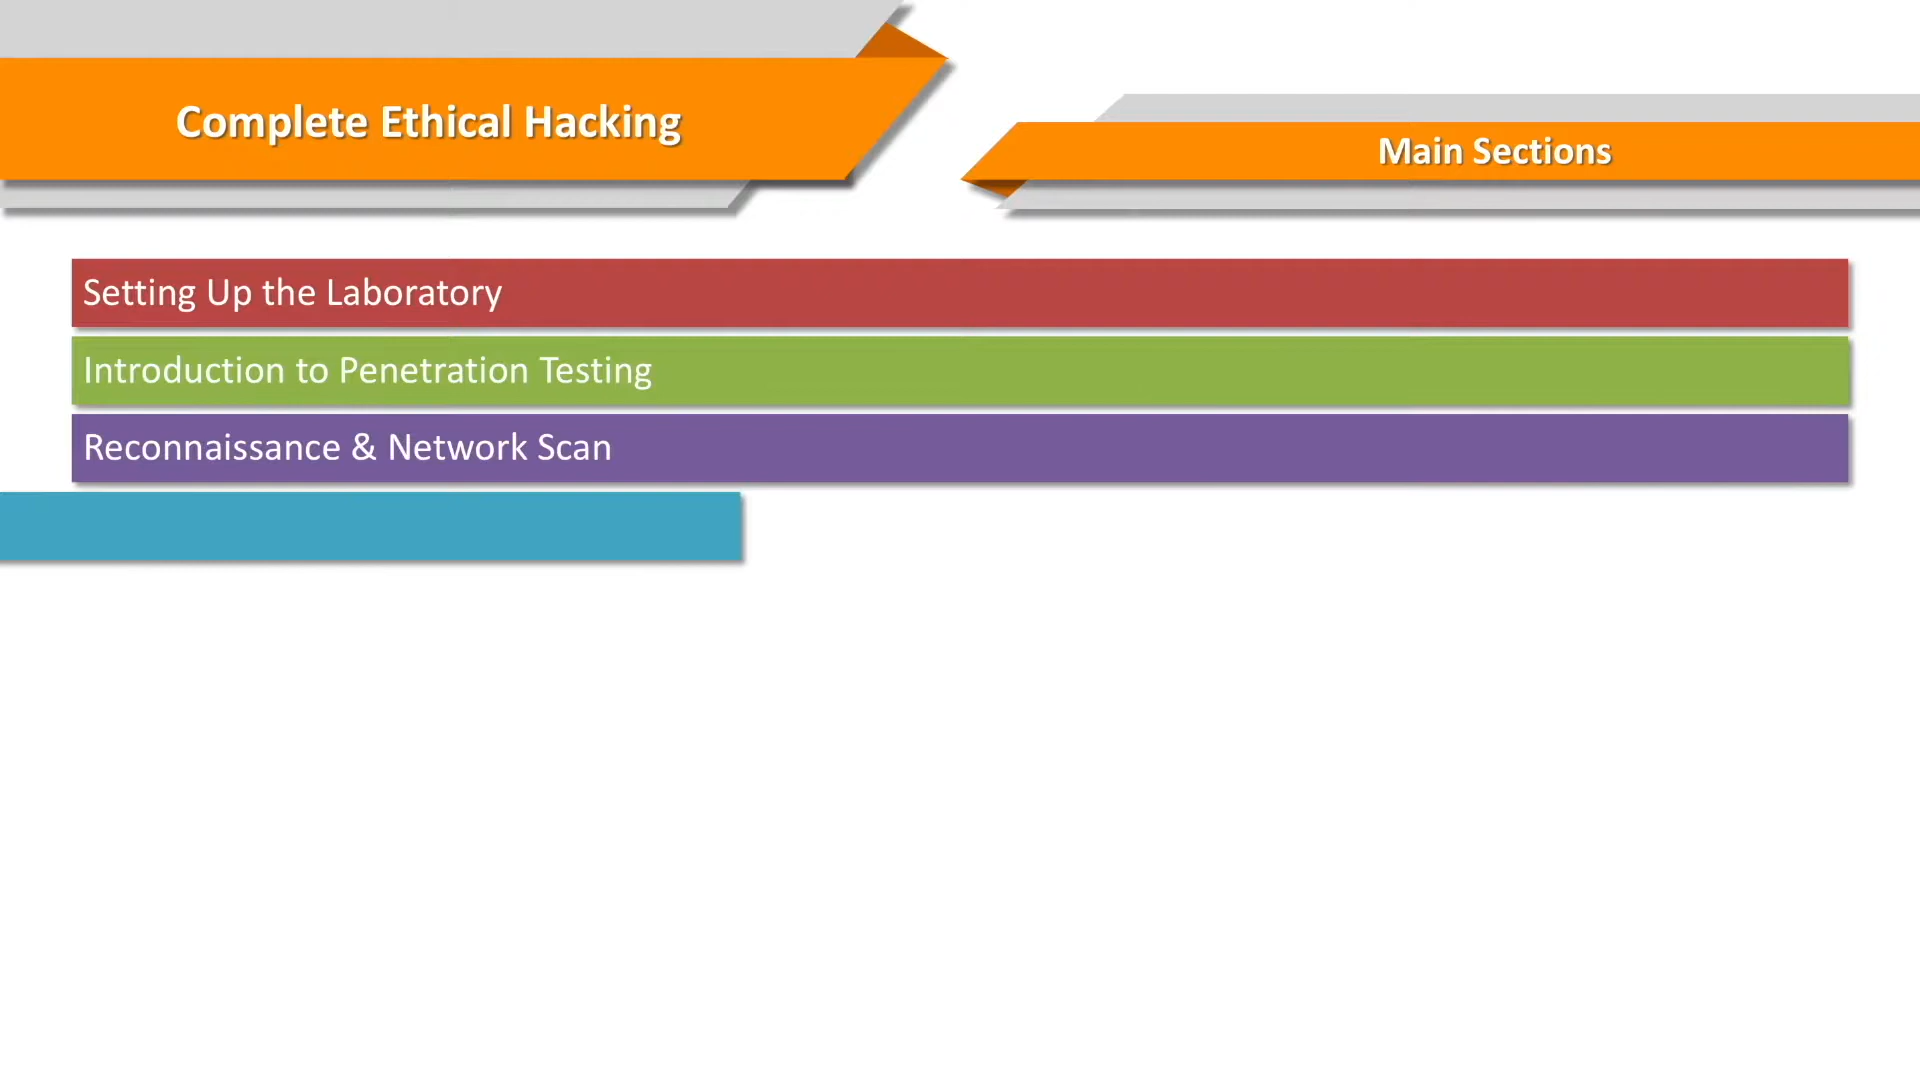 Complete Ethical Hacking
Main Sections
Setting Up the Laboratory
Introduction to Penetration Testing
Reconnaissance & Network Scan